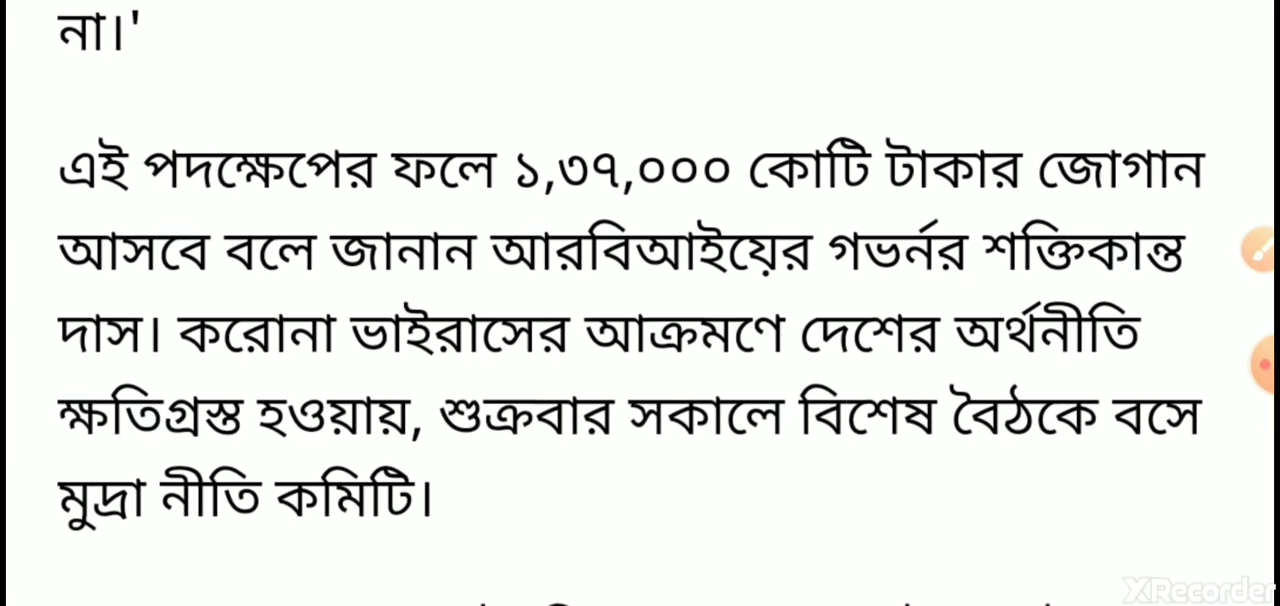 না।'
এই পদক্ষেপের ফলে ১,৩৭,০০০ কোটি টাকার জোগান
আসবে বলে জানান আরবিআইয়ের গভর্নর শক্তিকান্ত
দাস। করোনা ভাইরাসের আক্রমণে দেশের অর্থনীতি
ক্ষতিগ্রস্ত হওয়ায়, শুক্রবার সকালে বিশেষ বৈঠকে বসে
মুদ্রা নীতি কমিটি।
XRecorder